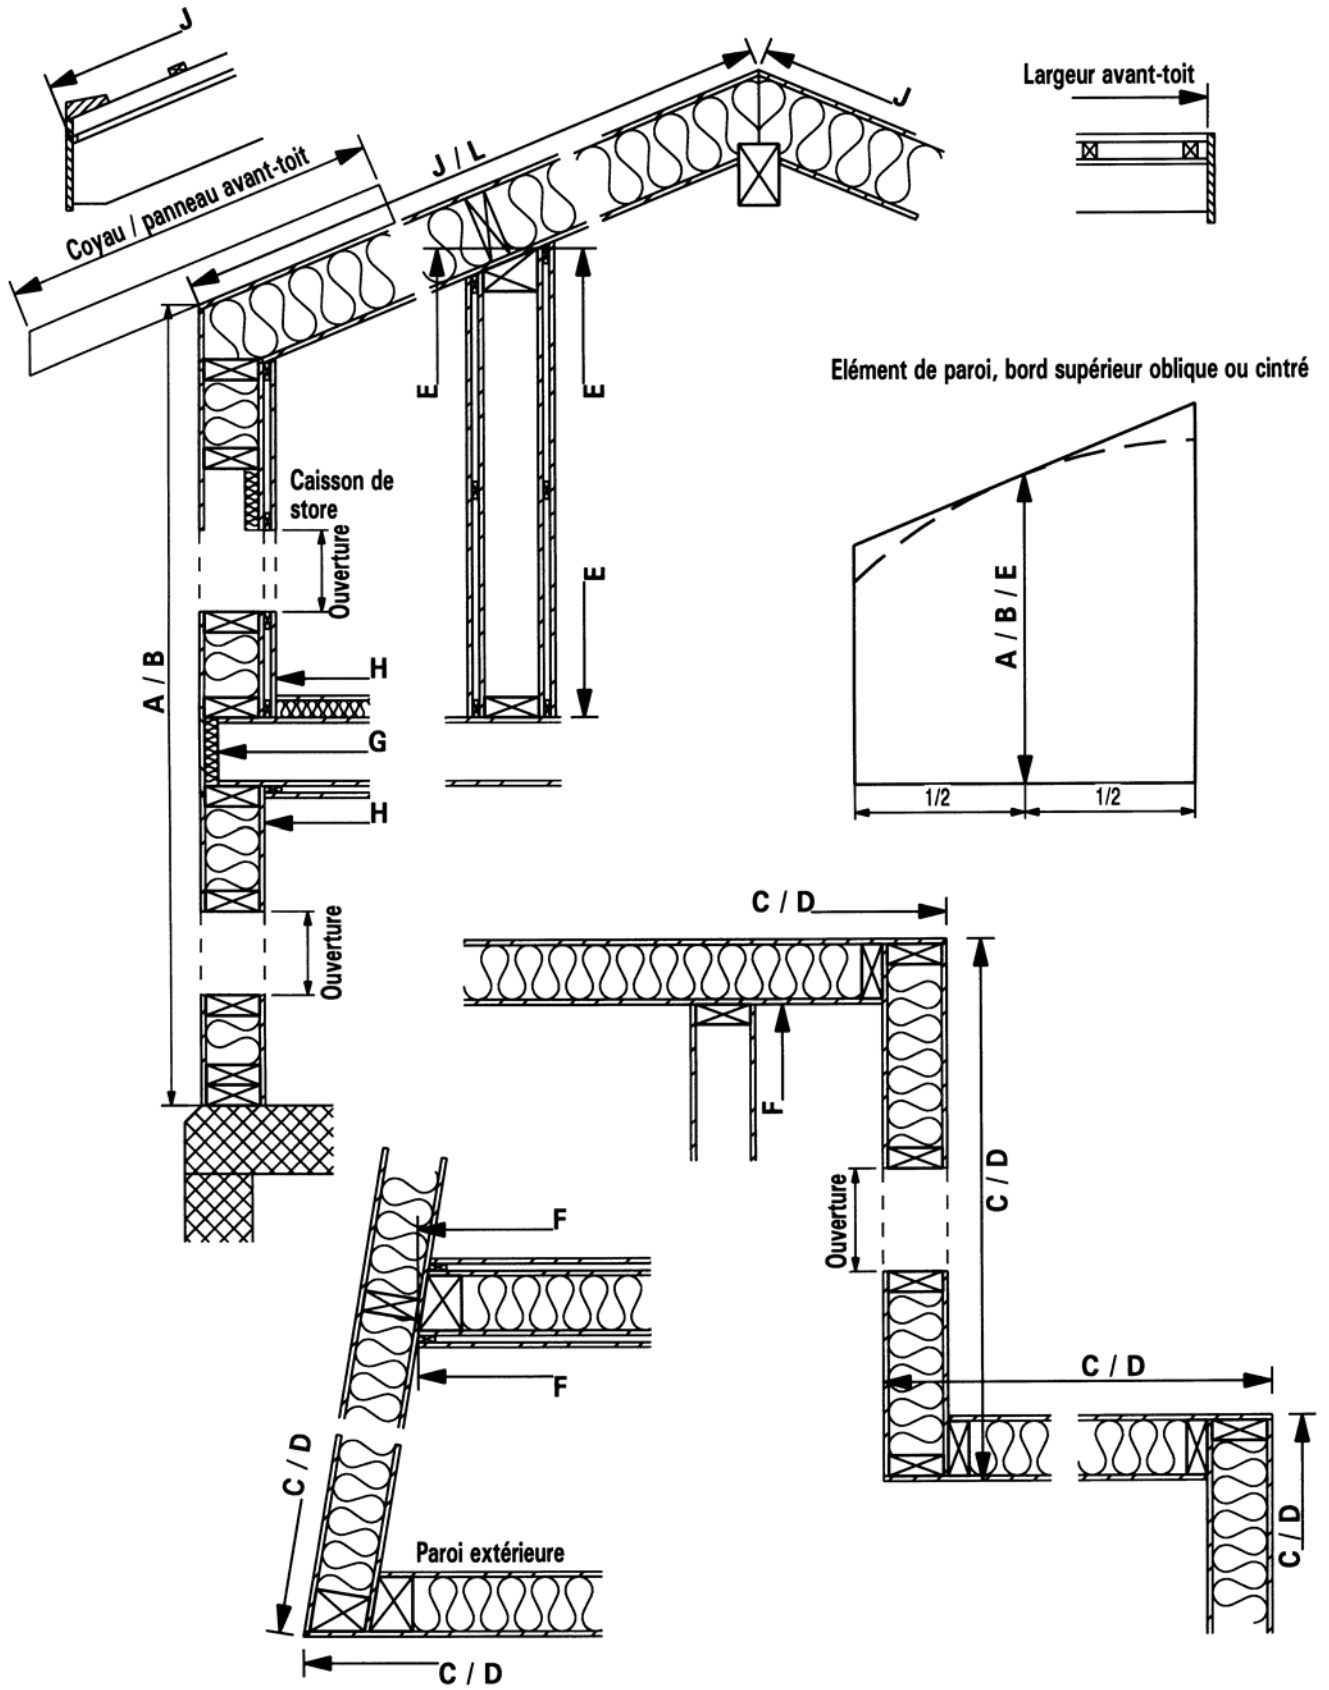 J
Largeur avant-toit
J
J / L
Coyau / panneau avant-toit
E
E
Elément de paroi, bord supérieur oblique ou cintré
Caisson de
store
Ouverture
E
A / B / E
A / B
H
G
H
1/2
1/2
C / D
Ouverture
F
C / D
Ouverture
F
F
C / D
C / D
C / D
Paroi extérieure
C / D